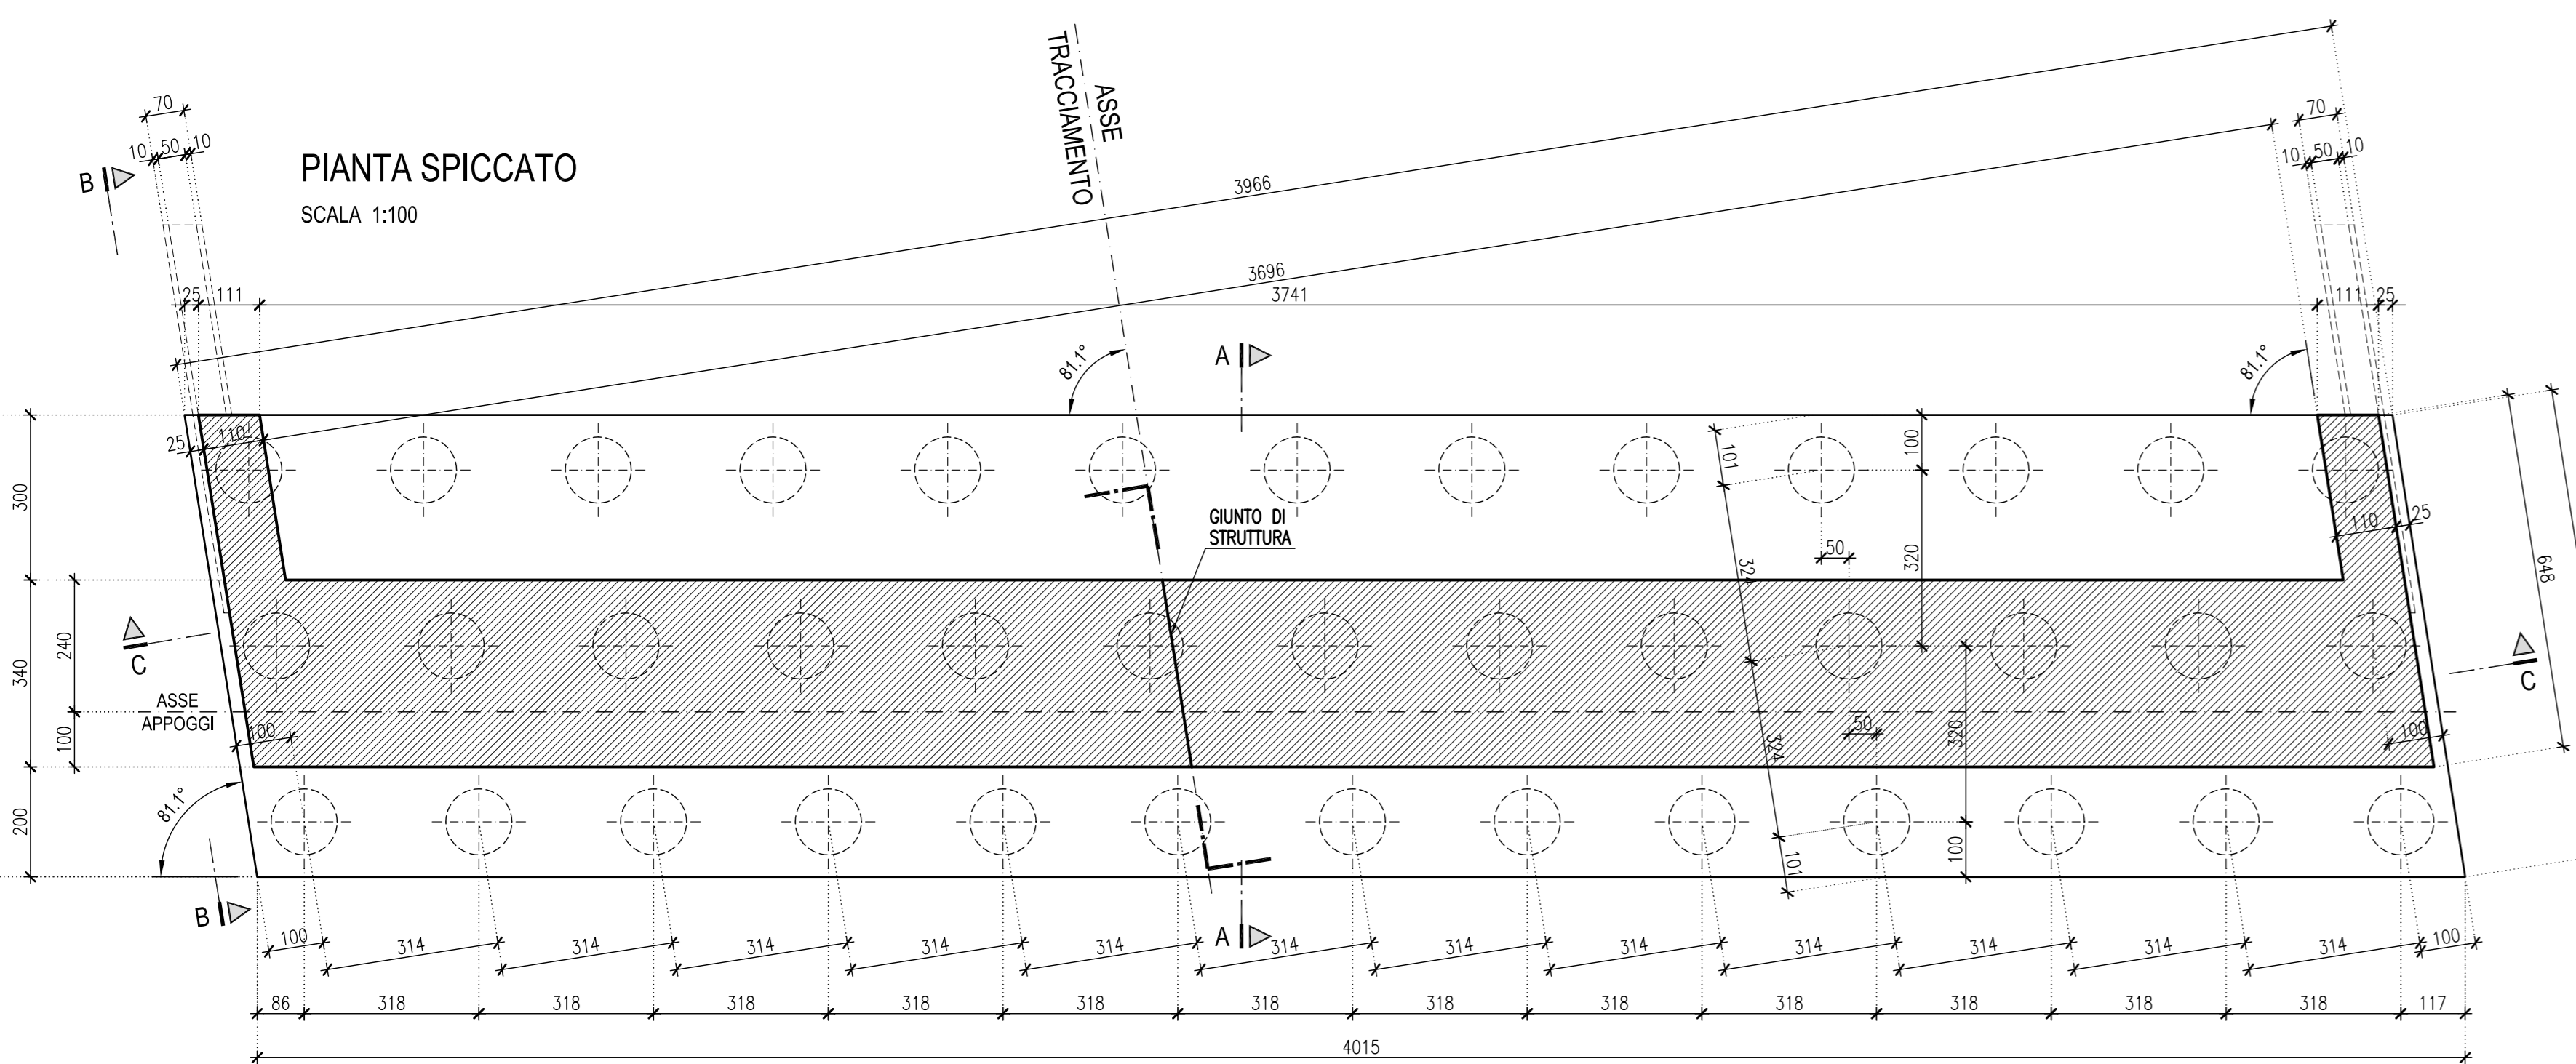 ASSE
TRACCIAMENTO
70
10 50 10
B
PIANTA SPICCATO
SCALA 1:100
3966
3696
3741
70
10 50 10
25 111
111 25
81.1°
A
81.1°
25 110
101
100
110 25
300
GIUNTO DI
STRUTTURA
50
320
324
648
240
340
C
C
ASSE
APPOGGI
100
100
50
320
324
100
81.1°
200
100
101
B
A
100 314 314 314 314 314 314 314 314 314 314 314 314 100
86 318 318 318 318 318 318 318 318 318 318 318 318 117
4015